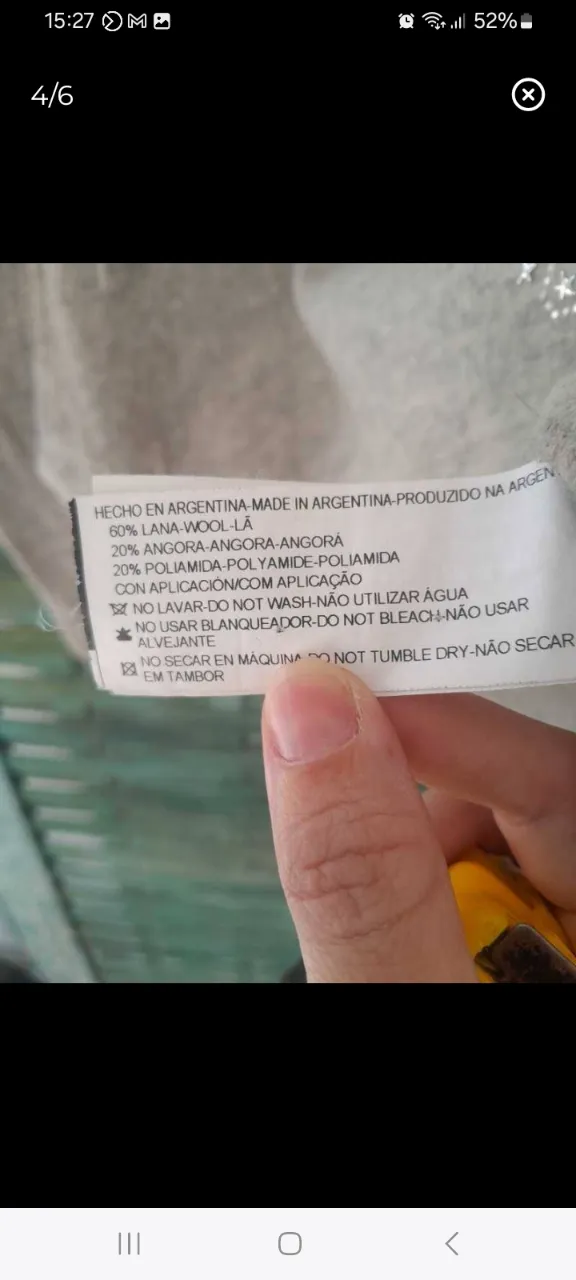 15:27
52%
4/6
HECHO EN ARGENTINA-MADE IN ARGENTINA-PRODUZIDO NA ARGEN
60% LANA-WOOL-LÃ
20% ANGORA-ANGORA-ANGORÁ
20% POLIAMIDA-POLYAMIDE-POLIAMIDA
CON APLICACIÓN/COM APLICAÇÃO
NO LAVAR-DO NOT WASH-NÃO UTILIZAR ÁGUA
NO USAR BLANQUEADOR-DO NOT BLEACH-NÃO USAR
ALVEJANTE
NO SECAR EN MÁQUINA DO NOT TUMBLE DRY-NÃO SECAR
EM TAMBOR